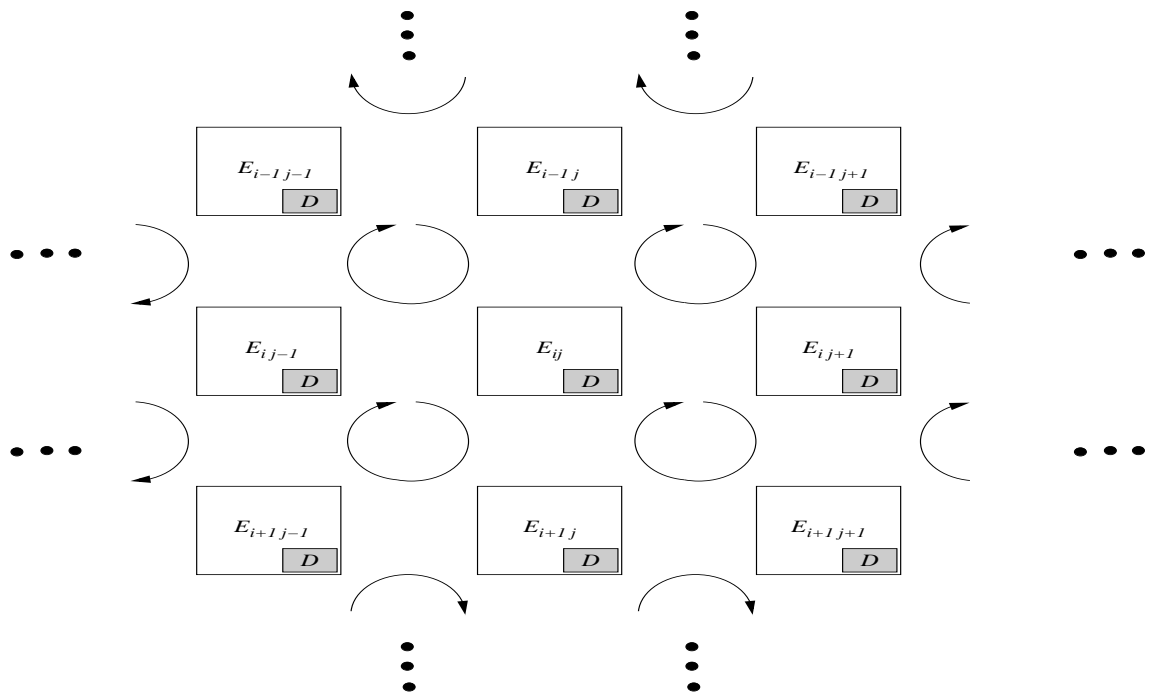 E_{i−1 j−1} E_{i−1 j} E_{i−1 j+1}
D D D
E_{i j−1} E_{ij} E_{i j+1}
D D D
E_{i+1 j−1} E_{i+1 j} E_{i+1 j+1}
D D D